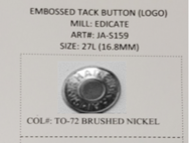 EMBOSSED TACK BUTTON (LOGO)
MILL: EDICATE
ART#: JA-S159
SIZE: 27L (16.8MM)
COL#: TO-72 BRUSHED NICKEL